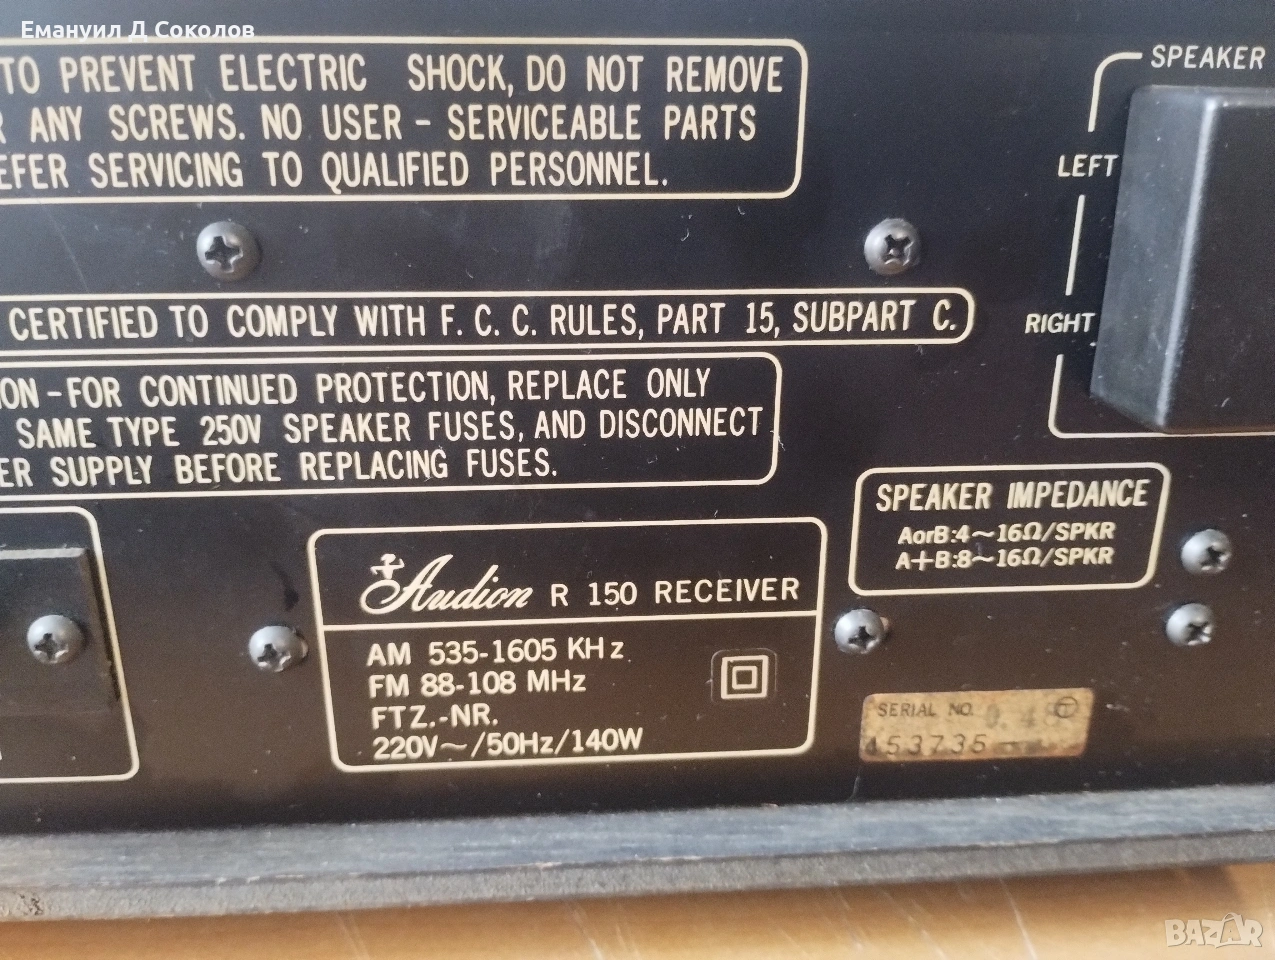 Емануил Д Соколов
TO PREVENT ELECTRIC SHOCK, DO NOT REMOVE
ANY SCREWS. NO USER - SERVICEABLE PARTS
EFER SERVICING TO QUALIFIED PERSONNEL.
CERTIFIED TO COMPLY WITH F. C. C. RULES, PART 15, SUBPART C.
ION - FOR CONTINUED PROTECTION, REPLACE ONLY
SAME TYPE 250V SPEAKER FUSES, AND DISCONNECT
ER SUPPLY BEFORE REPLACING FUSES.
SPEAKER
LEFT
RIGHT
SPEAKER IMPEDANCE
AorB:4~16Ω/SPKR
A+B:8~16Ω/SPKR
Audion R 150 RECEIVER
AM 535-1605 KHz
FM 88-108 MHz
FTZ.-NR.
220V~/50Hz/140W
SERIAL NO.
453735
BAZAR